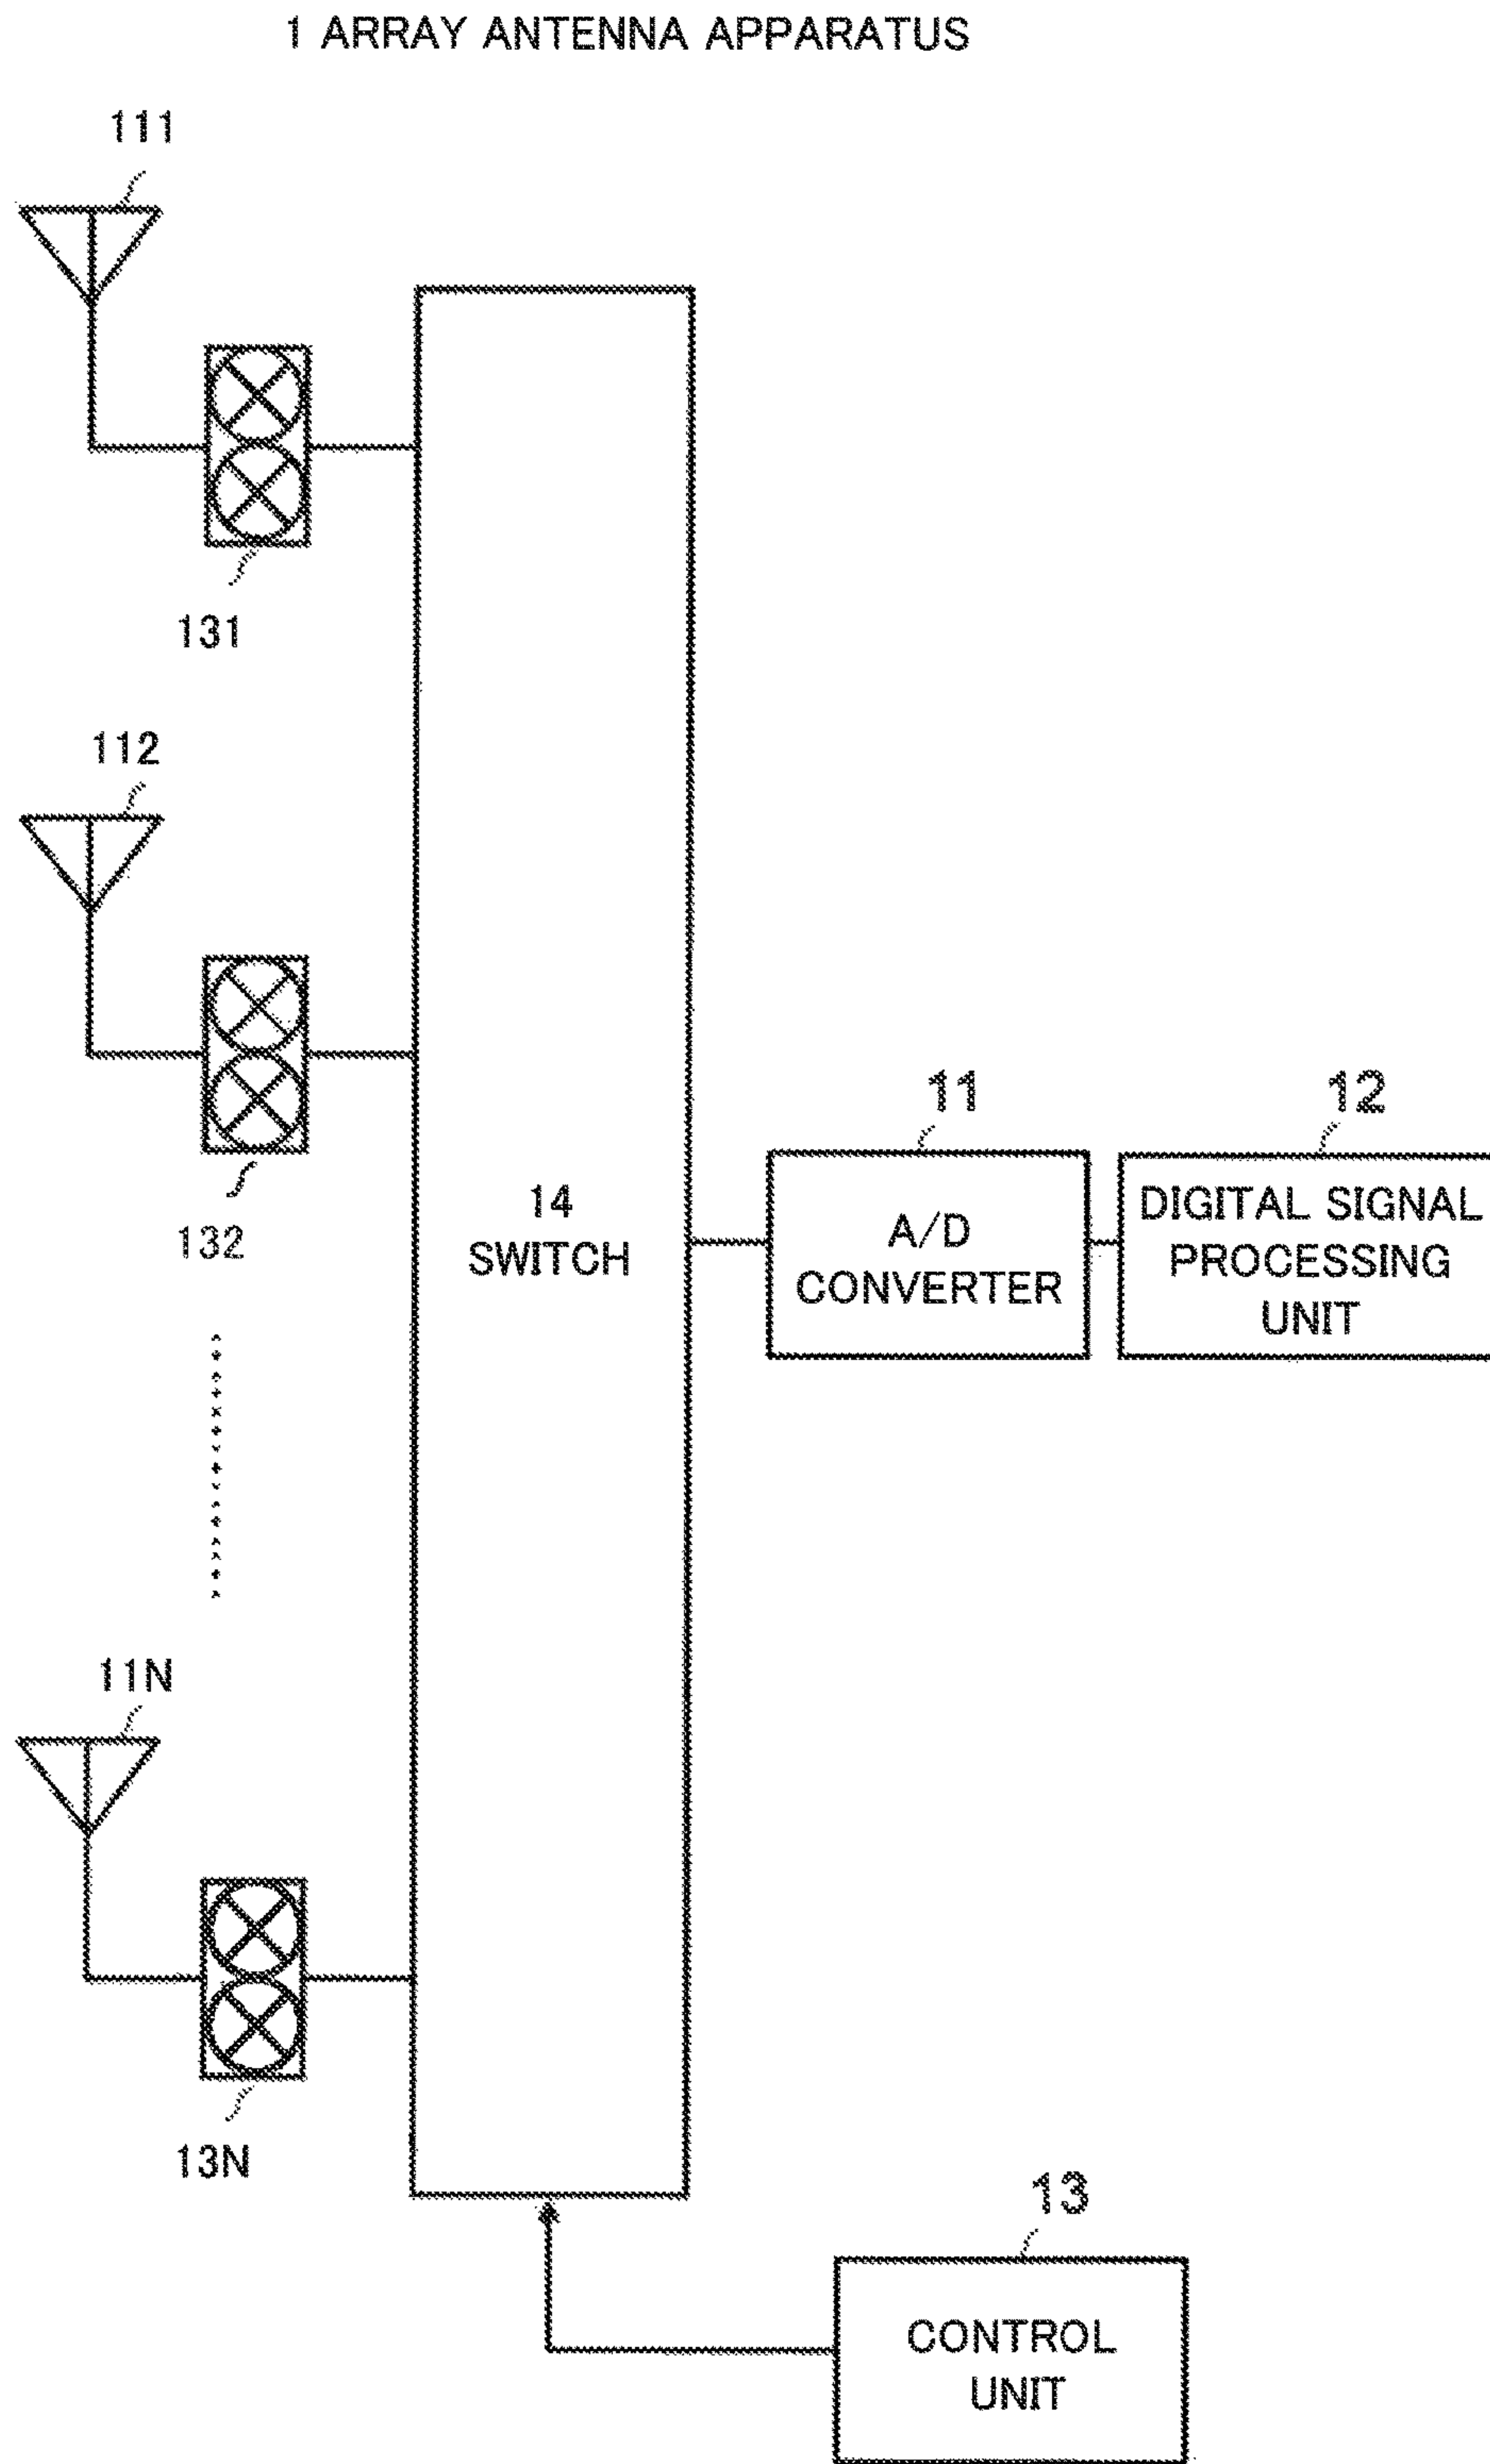 1 ARRAY ANTENNA APPARATUS
111
131
112
132
14
SWITCH
11
A/D
CONVERTER
12
DIGITAL SIGNAL
PROCESSING
UNIT
11N
13N
13
CONTROL
UNIT